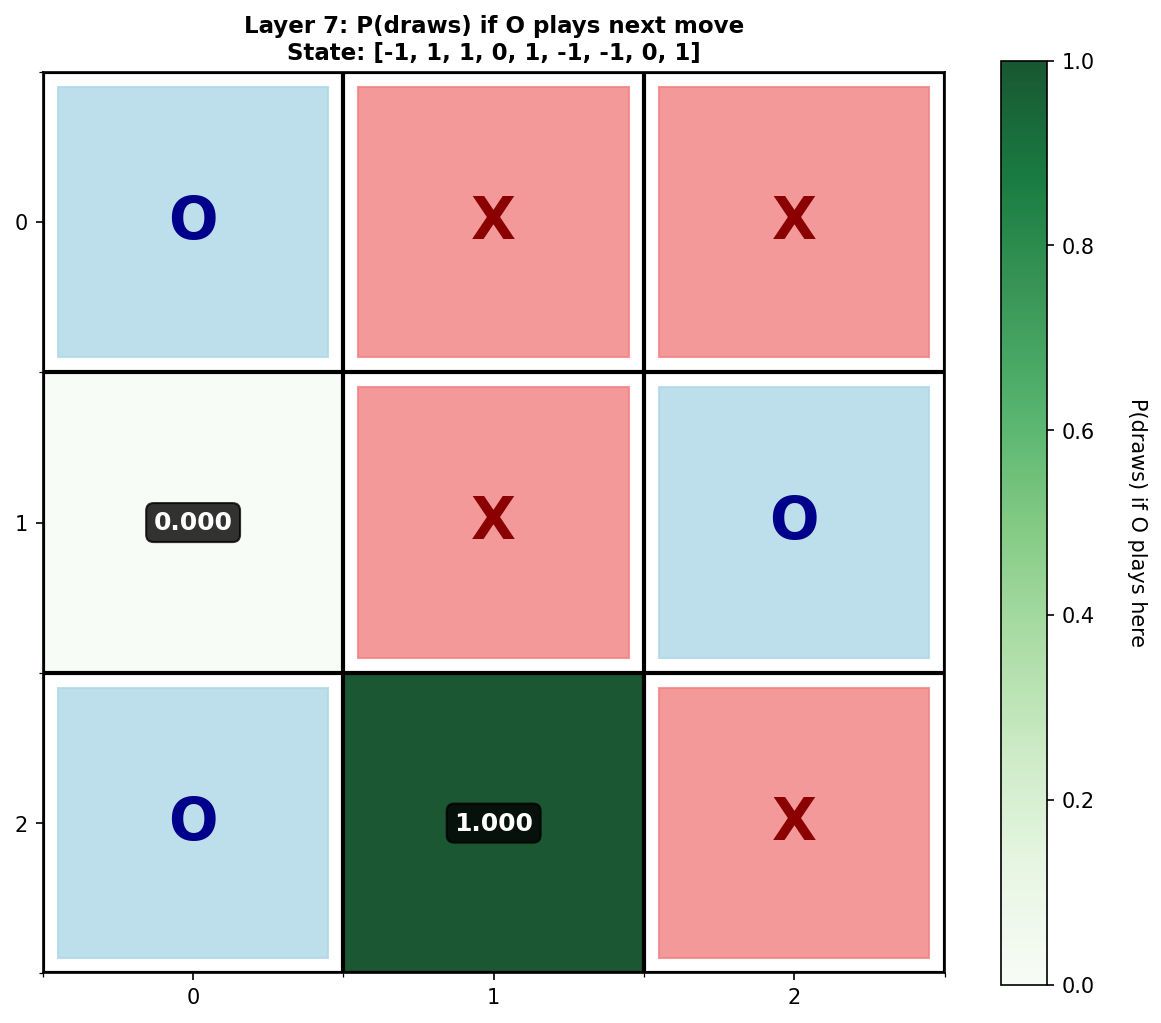 Layer 7: P(draws) if O plays next move
State: [-1, 1, 1, 0, 1, -1, -1, 0, 1]
1.0
0.8
0.6
0.4
0.2
0.0
P(draws) if O plays here
0
O
X
X
1
0.000
X
O
2
O
1.000
X
0
1
2